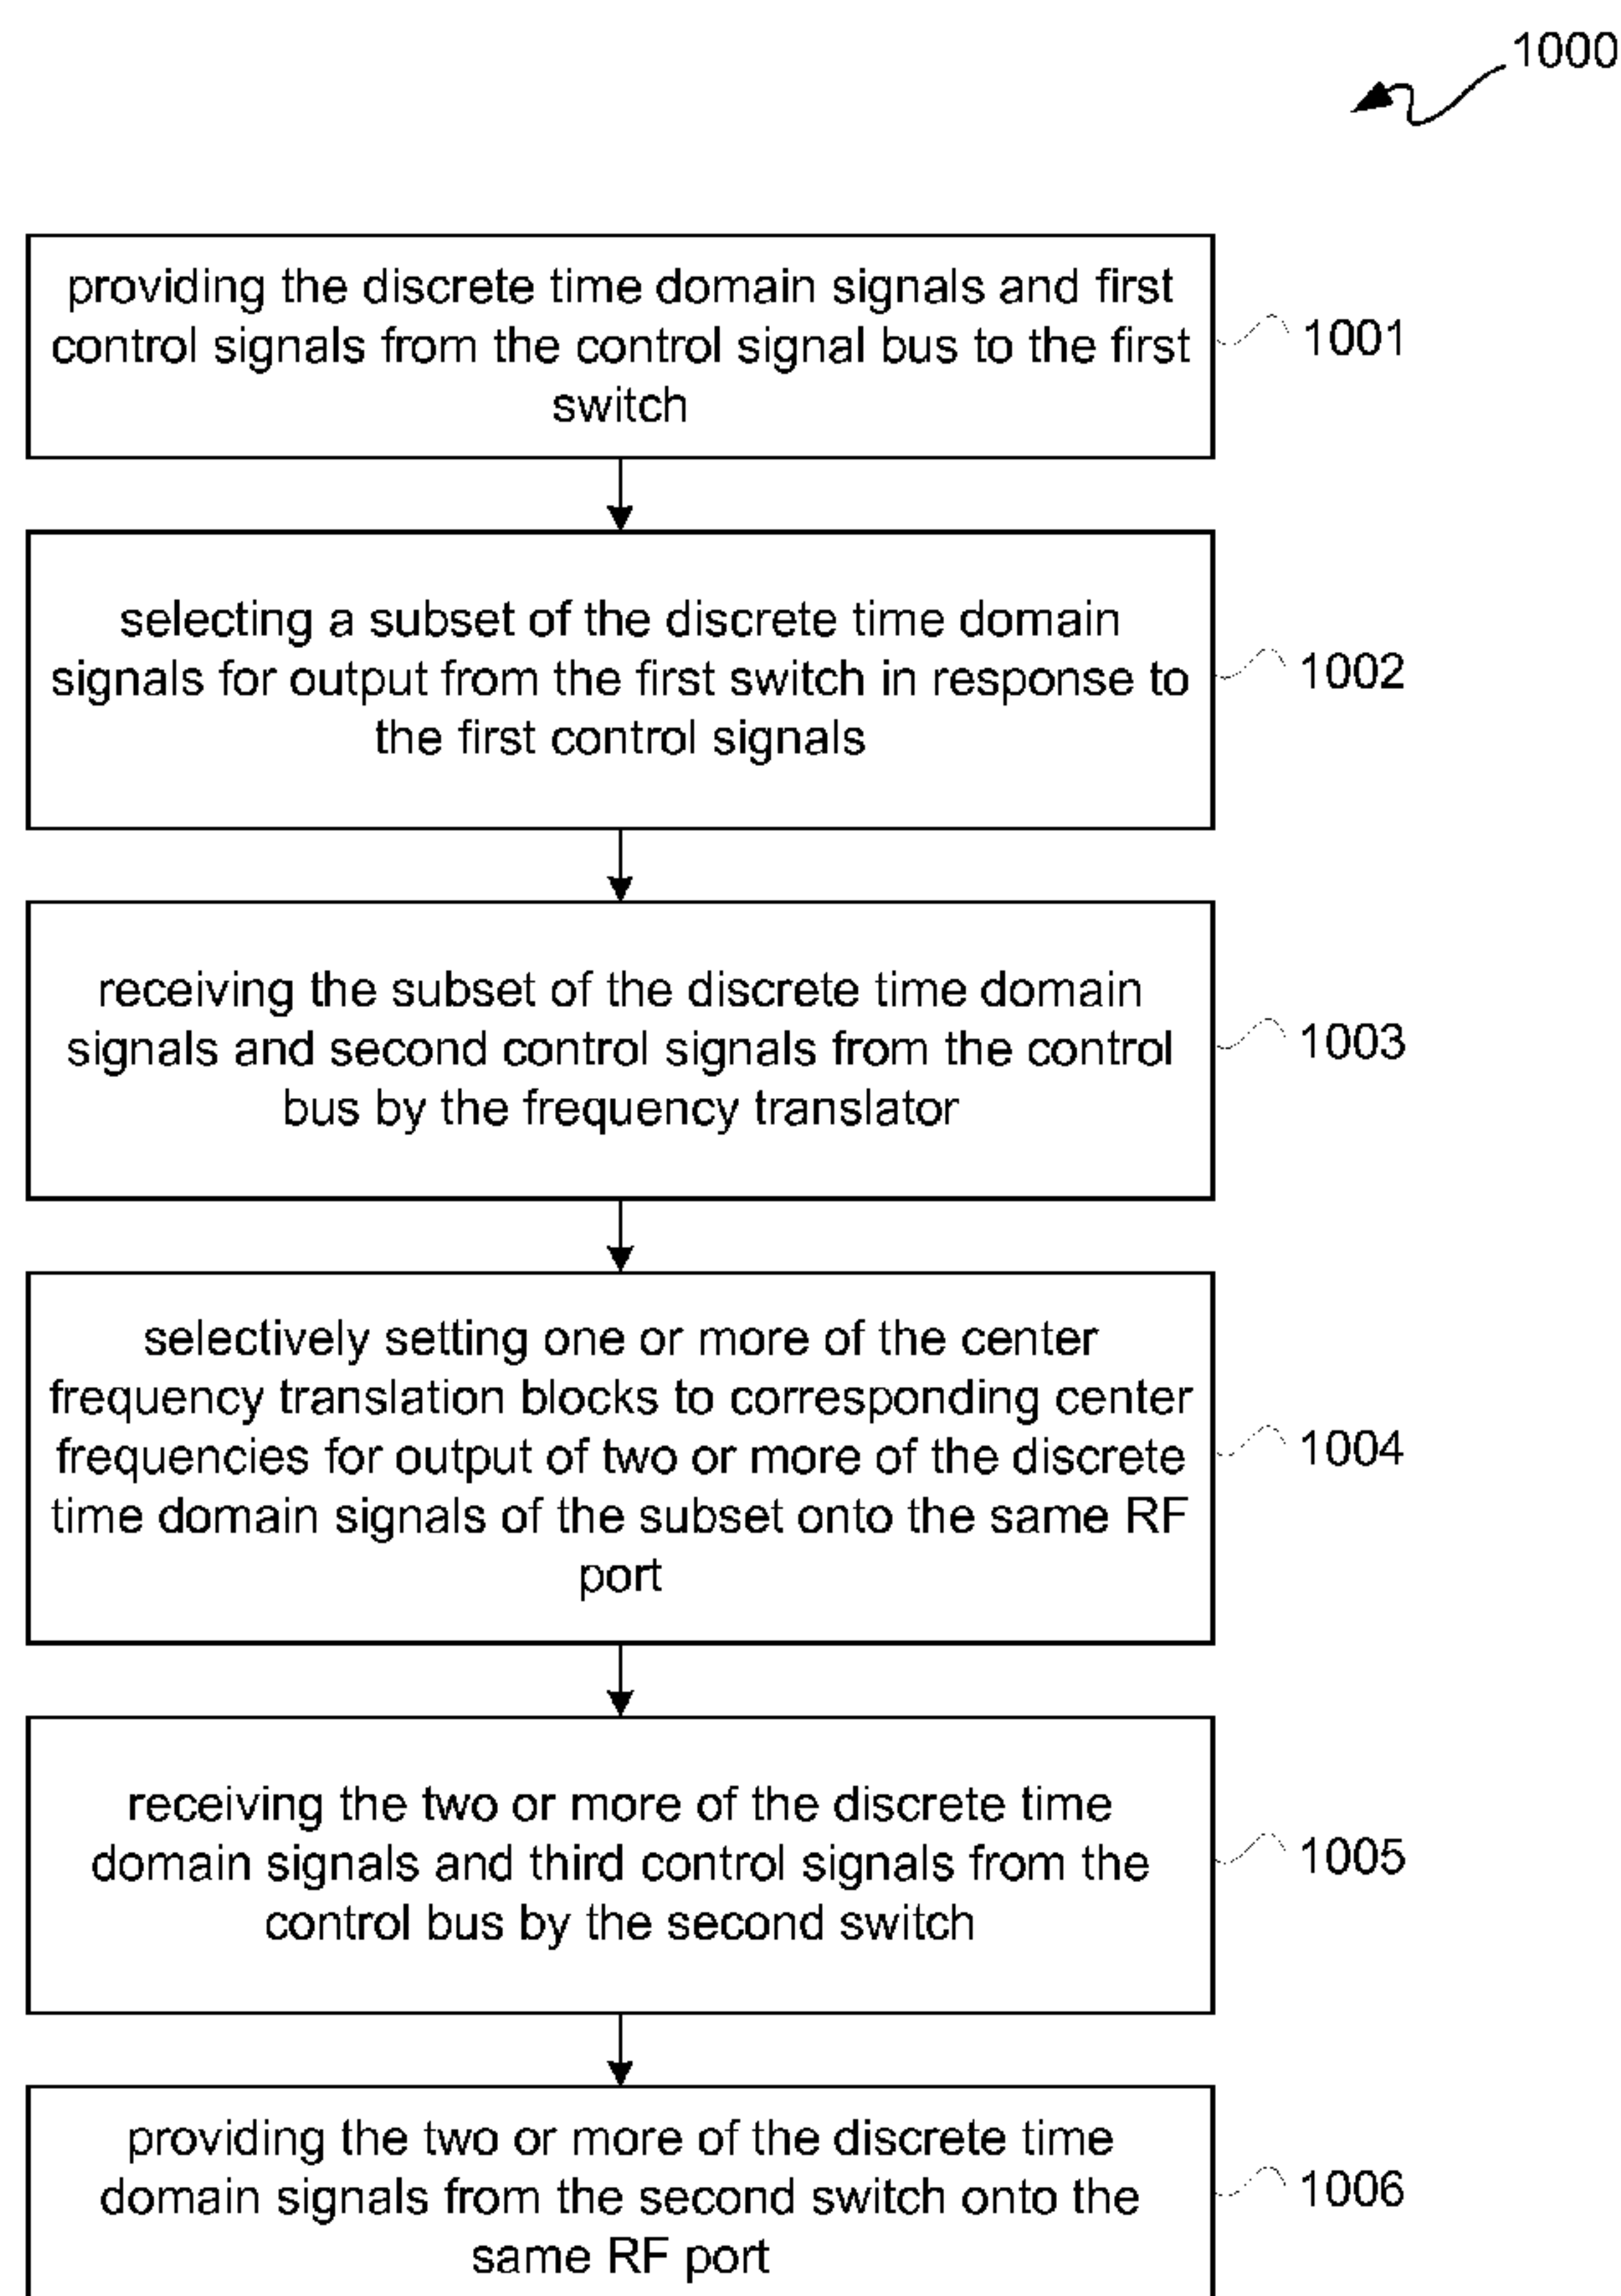 1000
providing the discrete time domain signals and first
control signals from the control signal bus to the first
switch
1001
selecting a subset of the discrete time domain
signals for output from the first switch in response to
the first control signals
1002
receiving the subset of the discrete time domain
signals and second control signals from the control
bus by the frequency translator
1003
selectively setting one or more of the center
frequency translation blocks to corresponding center
frequencies for output of two or more of the discrete
time domain signals of the subset onto the same RF
port
1004
receiving the two or more of the discrete time
domain signals and third control signals from the
control bus by the second switch
1005
providing the two or more of the discrete time
domain signals from the second switch onto the
same RF port
1006